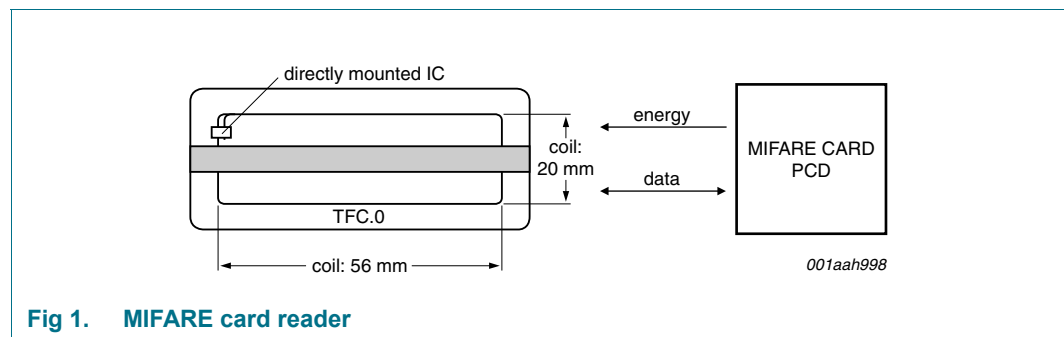 directly mounted IC
energy
coil:
20 mm
MIFARE CARD
PCD
data
TFC.0
coil: 56 mm
001aah998
Fig 1. MIFARE card reader